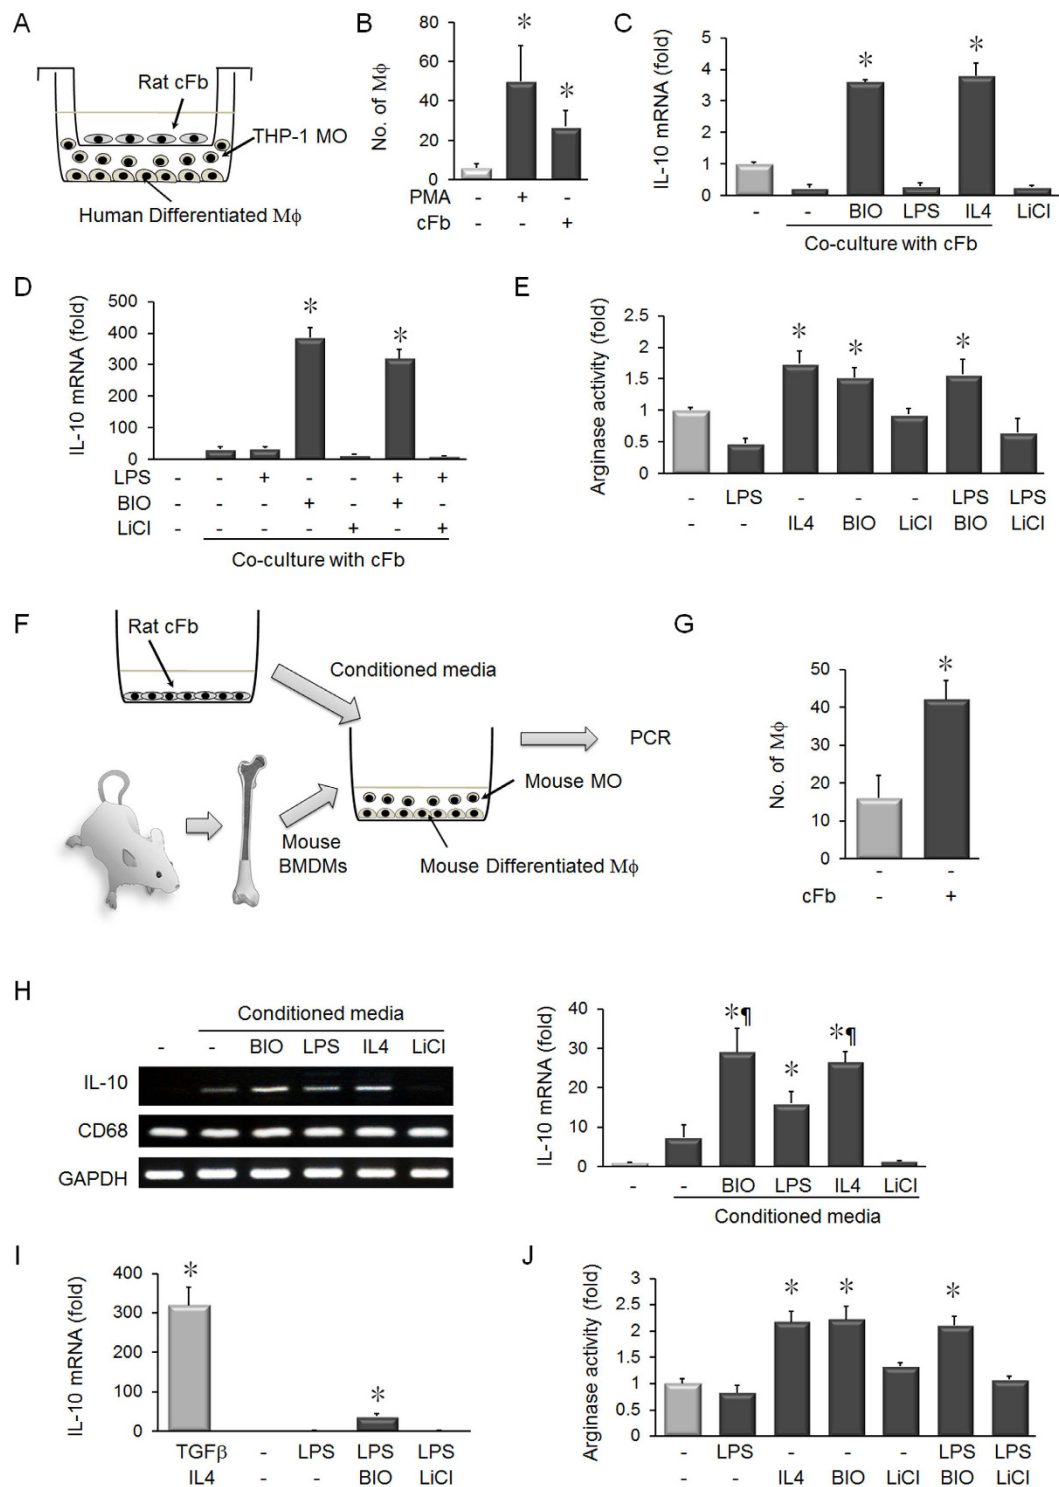 A
Rat cFb
THP-1 MO
Human Differentiated Mϕ
B
No. of Mϕ
80
60
40
20
0
* *
PMA - + -
cFb - - +
C
IL-10 mRNA (fold)
5
4
3
2
1
0
* *
- - BIO LPS IL4 LiCl
Co-culture with cFb
D
IL-10 mRNA (fold)
500
400
300
200
100
0
* *
LPS - - + - - + +
BIO - - - + - + -
LiCl - - - - + - +
Co-culture with cFb
E
Arginase activity (fold)
2.5
2
1.5
1
0.5
0
* * *
- LPS - - - LPS LPS
- - IL4 BIO LiCl BIO LiCl
F
Rat cFb
Conditioned media
PCR
Mouse MO
Mouse
BMDMs
Mouse Differentiated Mϕ
G
No. of Mϕ
50
40
30
20
10
0
*
- -
cFb - +
H
Conditioned media
- - BIO LPS IL4 LiCl
IL-10
CD68
GAPDH
IL-10 mRNA (fold)
40
30
20
10
0
*¶ * *¶
- - BIO LPS IL4 LiCl
Conditioned media
I
IL-10 mRNA (fold)
400
300
200
100
0
* *
TGFβ - LPS LPS LPS
IL4 - - BIO LiCl
J
Arginase activity (fold)
3
2.5
2
1.5
1
0.5
0
* * *
- LPS - - - LPS LPS
- - IL4 BIO LiCl BIO LiCl